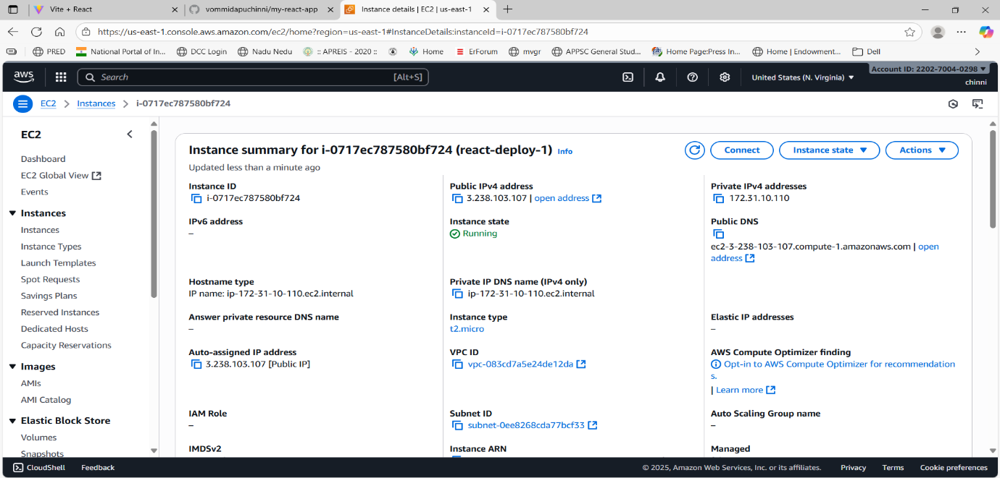 Vite + React
vommidapuchinni/my-react-app
Instance details | EC2 | us-east-1
https://us-east-1.console.aws.amazon.com/ec2/home?region=us-east-1#InstanceDetails:instanceId=i-0717ec787580bf724
PRED
National Portal of In...
DCC Login
Nadu Nedu
:: APREIS - 2020 ::
Home
ErForum
mvgr
APPSC General Stud...
Home Page:Press In...
Home | Endowment...
Dell
aws
Search
[Alt+S]
United States (N. Virginia)
Account ID: 2202-7004-0298
chinni
EC2
Instances
i-0717ec787580bf724
EC2
Dashboard
EC2 Global View
Events
Instances
Instances
Instance Types
Launch Templates
Spot Requests
Savings Plans
Reserved Instances
Dedicated Hosts
Capacity Reservations
Images
AMIs
AMI Catalog
Elastic Block Store
Volumes
Snapshots
Instance summary for i-0717ec787580bf724 (react-deploy-1) Info
Updated less than a minute ago
Connect
Instance state
Actions
Instance ID
i-0717ec787580bf724
Public IPv4 address
3.238.103.107 | open address
Private IPv4 addresses
172.31.10.110
IPv6 address
–
Instance state
Running
Public DNS
ec2-3-238-103-107.compute-1.amazonaws.com | open
address
Hostname type
IP name: ip-172-31-10-110.ec2.internal
Private IP DNS name (IPv4 only)
ip-172-31-10-110.ec2.internal
Answer private resource DNS name
–
Instance type
t2.micro
Elastic IP addresses
–
Auto-assigned IP address
3.238.103.107 [Public IP]
VPC ID
vpc-083cd7a5e24de12da
AWS Compute Optimizer finding
Opt-in to AWS Compute Optimizer for recommendation
s.
| Learn more
IAM Role
–
Subnet ID
subnet-0ee8268cda77bcf33
Auto Scaling Group name
–
IMDSv2
Instance ARN
Managed
CloudShell
Feedback
© 2025, Amazon Web Services, Inc. or its affiliates.
Privacy
Terms
Cookie preferences